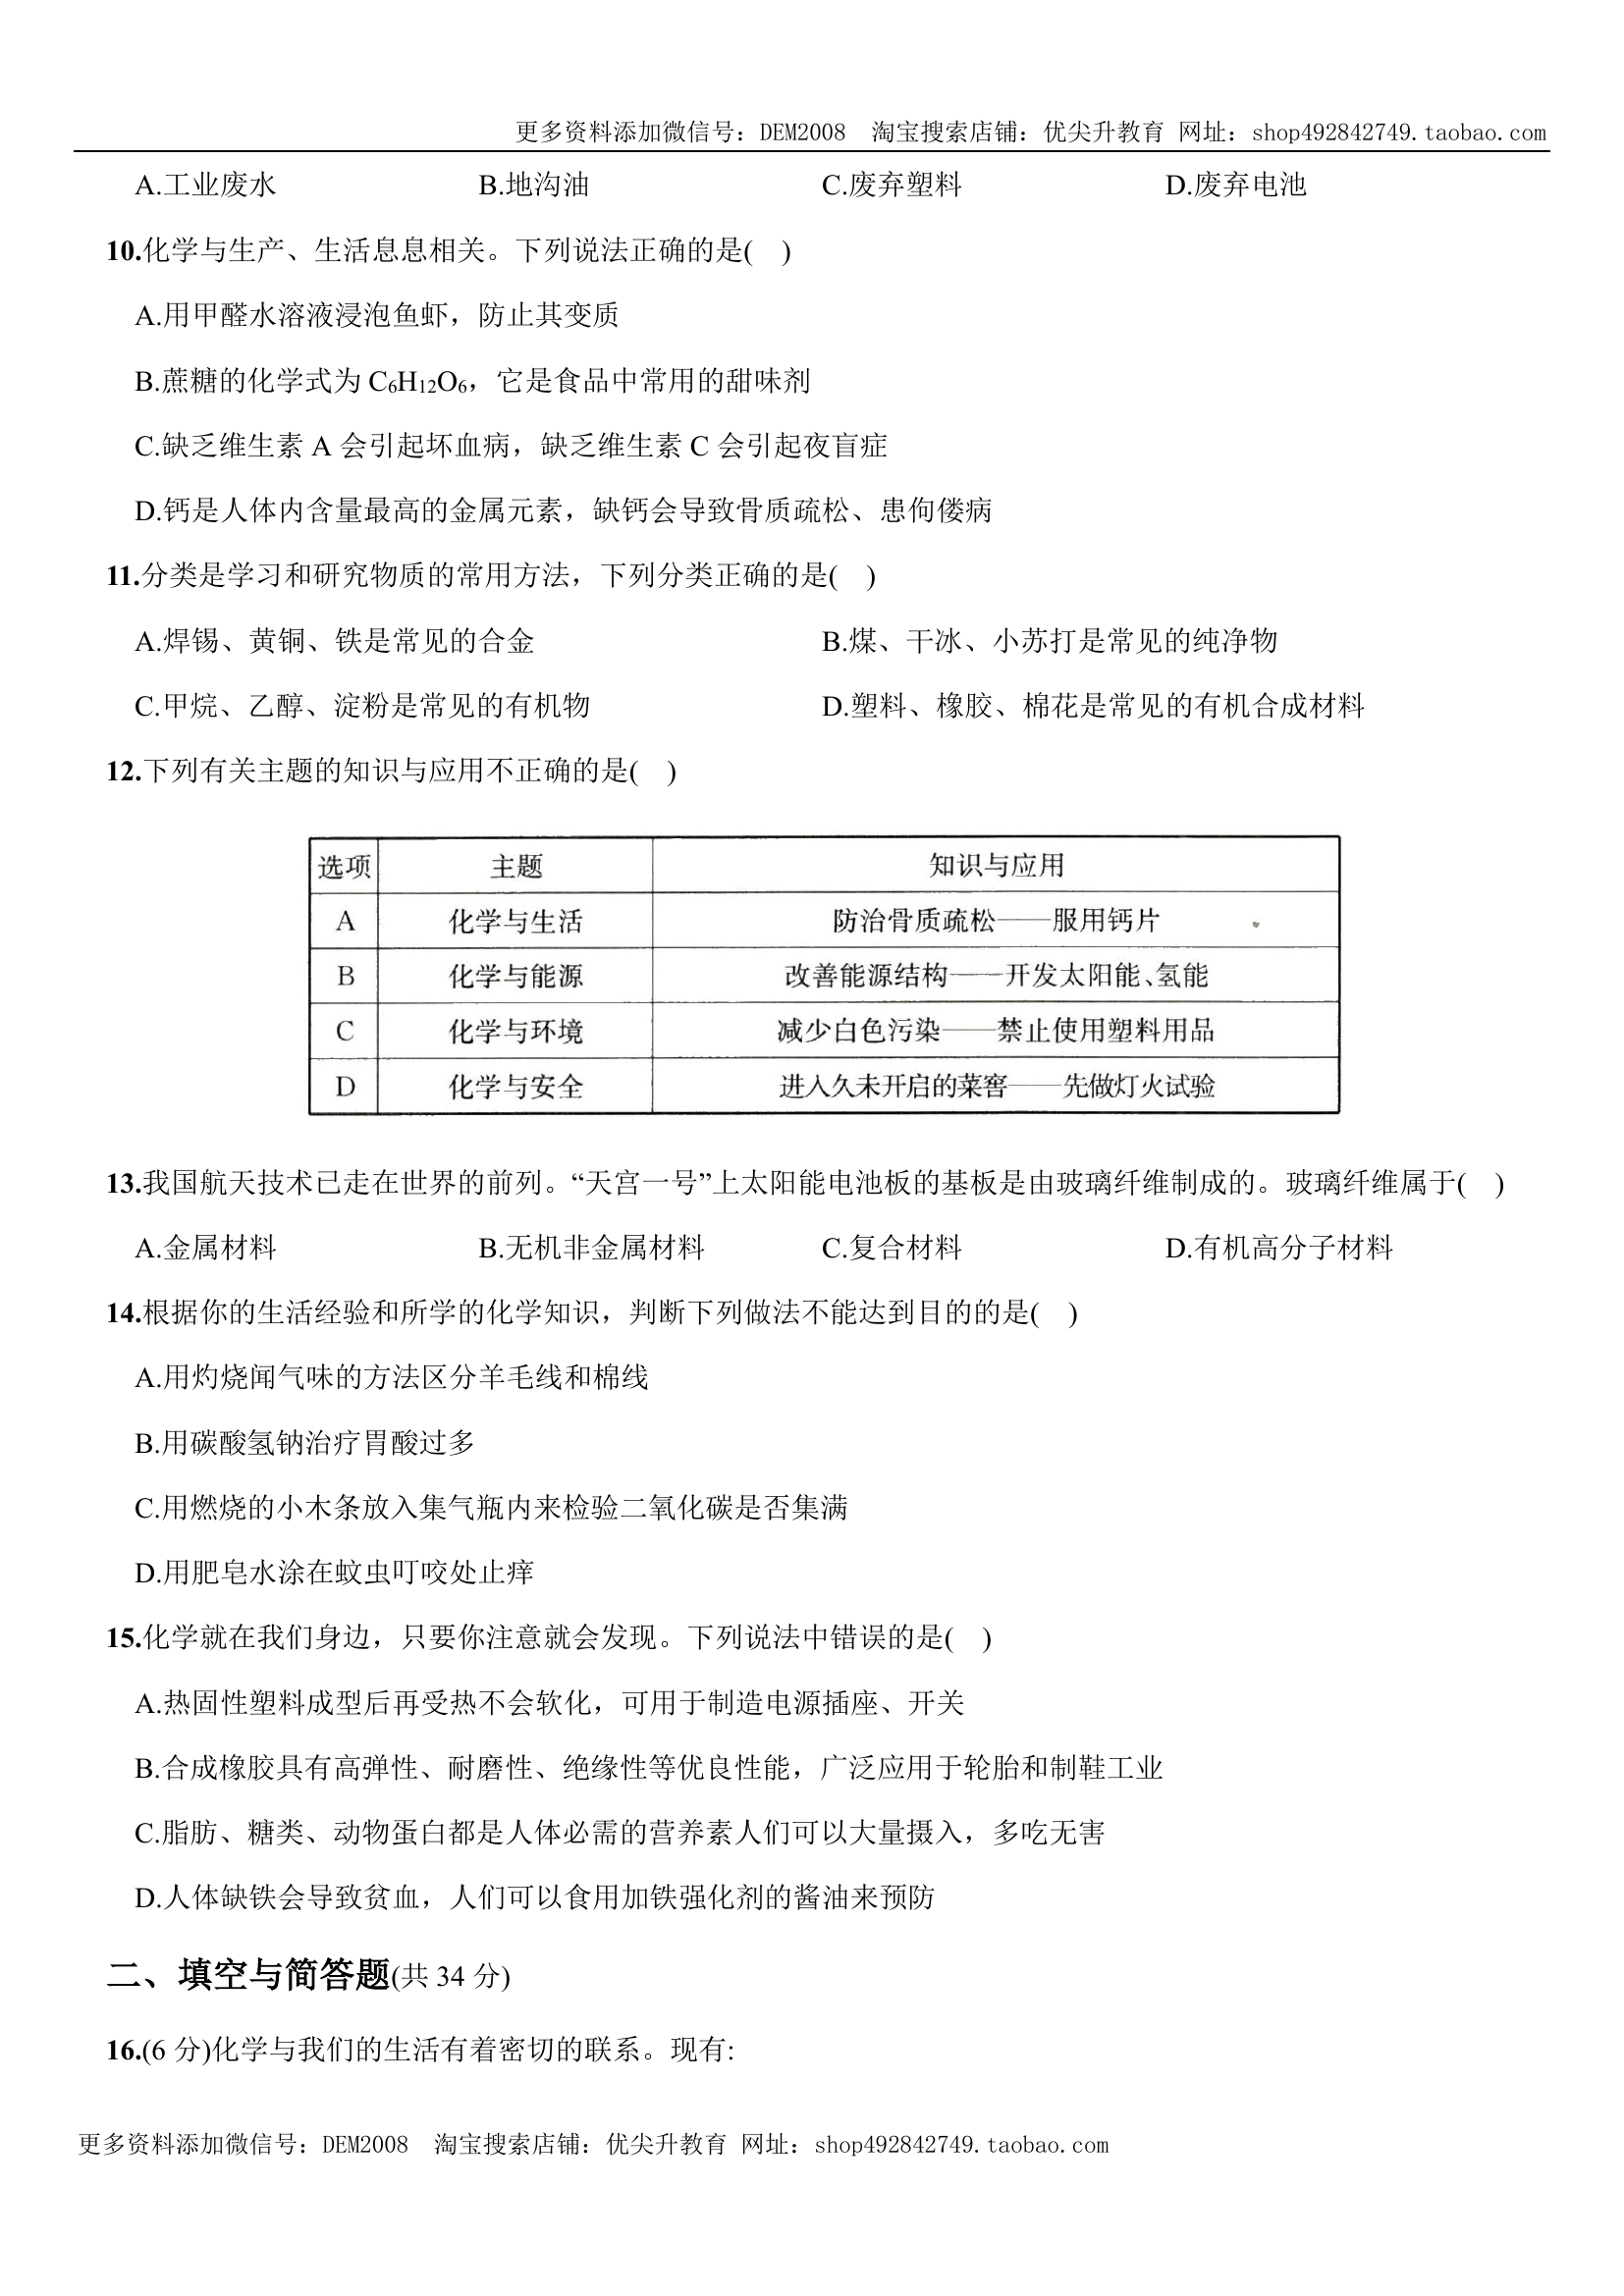 更多资料添加微信号：DEM2008  淘宝搜索店铺：优尖升教育 网址：shop492842749.taobao.com
A.工业废水 B.地沟油 C.废弃塑料 D.废弃电池
10.化学与生产、生活息息相关。下列说法正确的是(  )
A.用甲醛水溶液浸泡鱼虾，防止其变质
B.蔗糖的化学式为 C₆H₁₂O₆，它是食品中常用的甜味剂
C.缺乏维生素 A 会引起坏血病，缺乏维生素 C 会引起夜盲症
D.钙是人体内含量最高的金属元素，缺钙会导致骨质疏松、患佝偻病
11.分类是学习和研究物质的常用方法，下列分类正确的是(  )
A.焊锡、黄铜、铁是常见的合金 B.煤、干冰、小苏打是常见的纯净物
C.甲烷、乙醇、淀粉是常见的有机物 D.塑料、橡胶、棉花是常见的有机合成材料
12.下列有关主题的知识与应用不正确的是(  )
选项 主题 知识与应用
A 化学与生活 防治骨质疏松——服用钙片
B 化学与能源 改善能源结构——开发太阳能、氢能
C 化学与环境 减少白色污染——禁止使用塑料用品
D 化学与安全 进入久未开启的菜窖——先做灯火试验
13.我国航天技术已走在世界的前列。“天宫一号”上太阳能电池板的基板是由玻璃纤维制成的。玻璃纤维属于(  )
A.金属材料 B.无机非金属材料 C.复合材料 D.有机高分子材料
14.根据你的生活经验和所学的化学知识，判断下列做法不能达到目的的是(  )
A.用灼烧闻气味的方法区分羊毛线和棉线
B.用碳酸氢钠治疗胃酸过多
C.用燃烧的小木条放入集气瓶内来检验二氧化碳是否集满
D.用肥皂水涂在蚊虫叮咬处止痒
15.化学就在我们身边，只要你注意就会发现。下列说法中错误的是(  )
A.热固性塑料成型后再受热不会软化，可用于制造电源插座、开关
B.合成橡胶具有高弹性、耐磨性、绝缘性等优良性能，广泛应用于轮胎和制鞋工业
C.脂肪、糖类、动物蛋白都是人体必需的营养素人们可以大量摄入，多吃无害
D.人体缺铁会导致贫血，人们可以食用加铁强化剂的酱油来预防
二、填空与简答题(共 34 分)
16.(6 分)化学与我们的生活有着密切的联系。现有:
更多资料添加微信号：DEM2008  淘宝搜索店铺：优尖升教育 网址：shop492842749.taobao.com